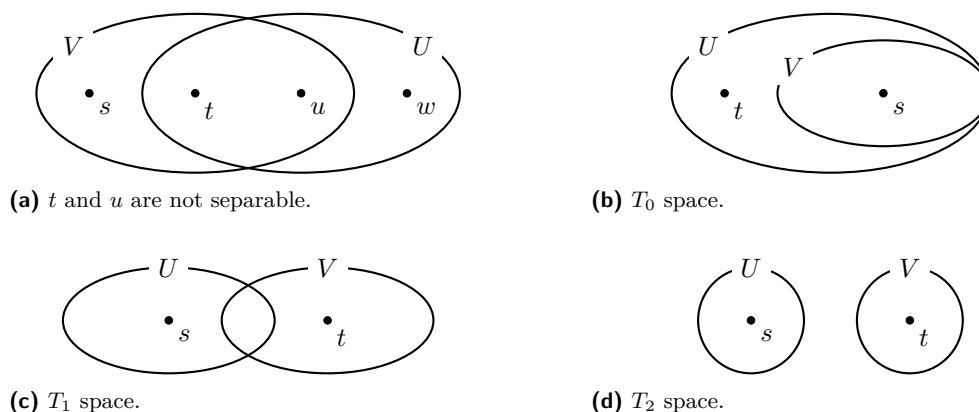 V U
s t u w
(a) t and u are not separable.
U
V
t s
(b) T₀ space.
U V
s t
(c) T₁ space.
U V
s t
(d) T₂ space.